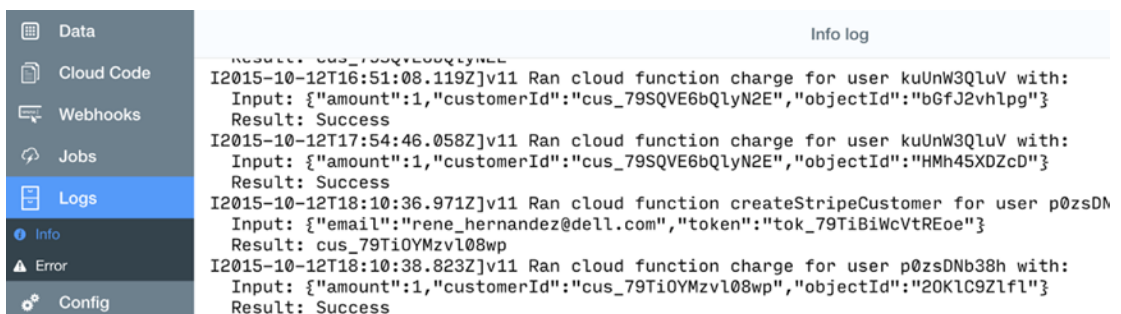 Data
Cloud Code
Webhooks
Jobs
Logs
Info
Error
Config
Info log
I2015-10-12T16:51:08.119Z]v11 Ran cloud function charge for user kuUnW3QluV with:
Input: {"amount":1,"customerId":"cus_79SQVE6bQlyN2E","objectId":"bGfJ2vhlpg"}
Result: Success
I2015-10-12T17:54:46.058Z]v11 Ran cloud function charge for user kuUnW3QluV with:
Input: {"amount":1,"customerId":"cus_79SQVE6bQlyN2E","objectId":"HMh45XDZcD"}
Result: Success
I2015-10-12T18:10:36.971Z]v11 Ran cloud function createStripeCustomer for user p0zsDN
Input: {"email":"rene_hernandez@dell.com","token":"tok_79TiBiWcVtREoe"}
Result: cus_79TiOYMzvl08wp
I2015-10-12T18:10:38.823Z]v11 Ran cloud function charge for user p0zsDNb38h with:
Input: {"amount":1,"customerId":"cus_79TiOYMzvl08wp","objectId":"2OKlC9Zlfl"}
Result: Success